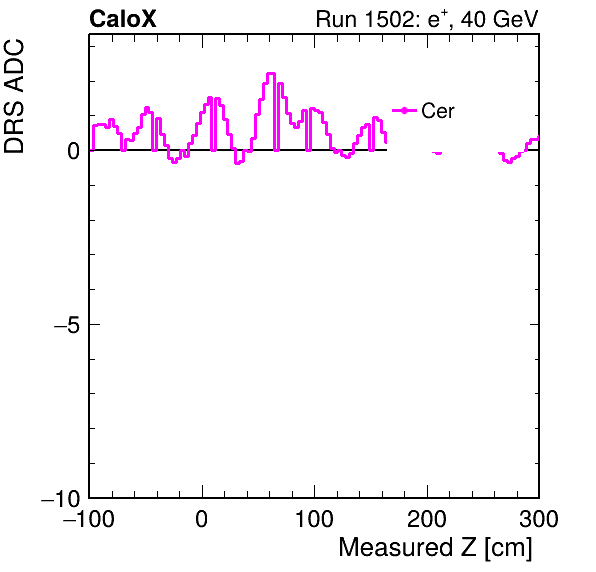 CaloX
Run 1502: e+, 40 GeV
DRS ADC
Cer
0
−5
−10
−100 0 100 200 300
Measured Z [cm]